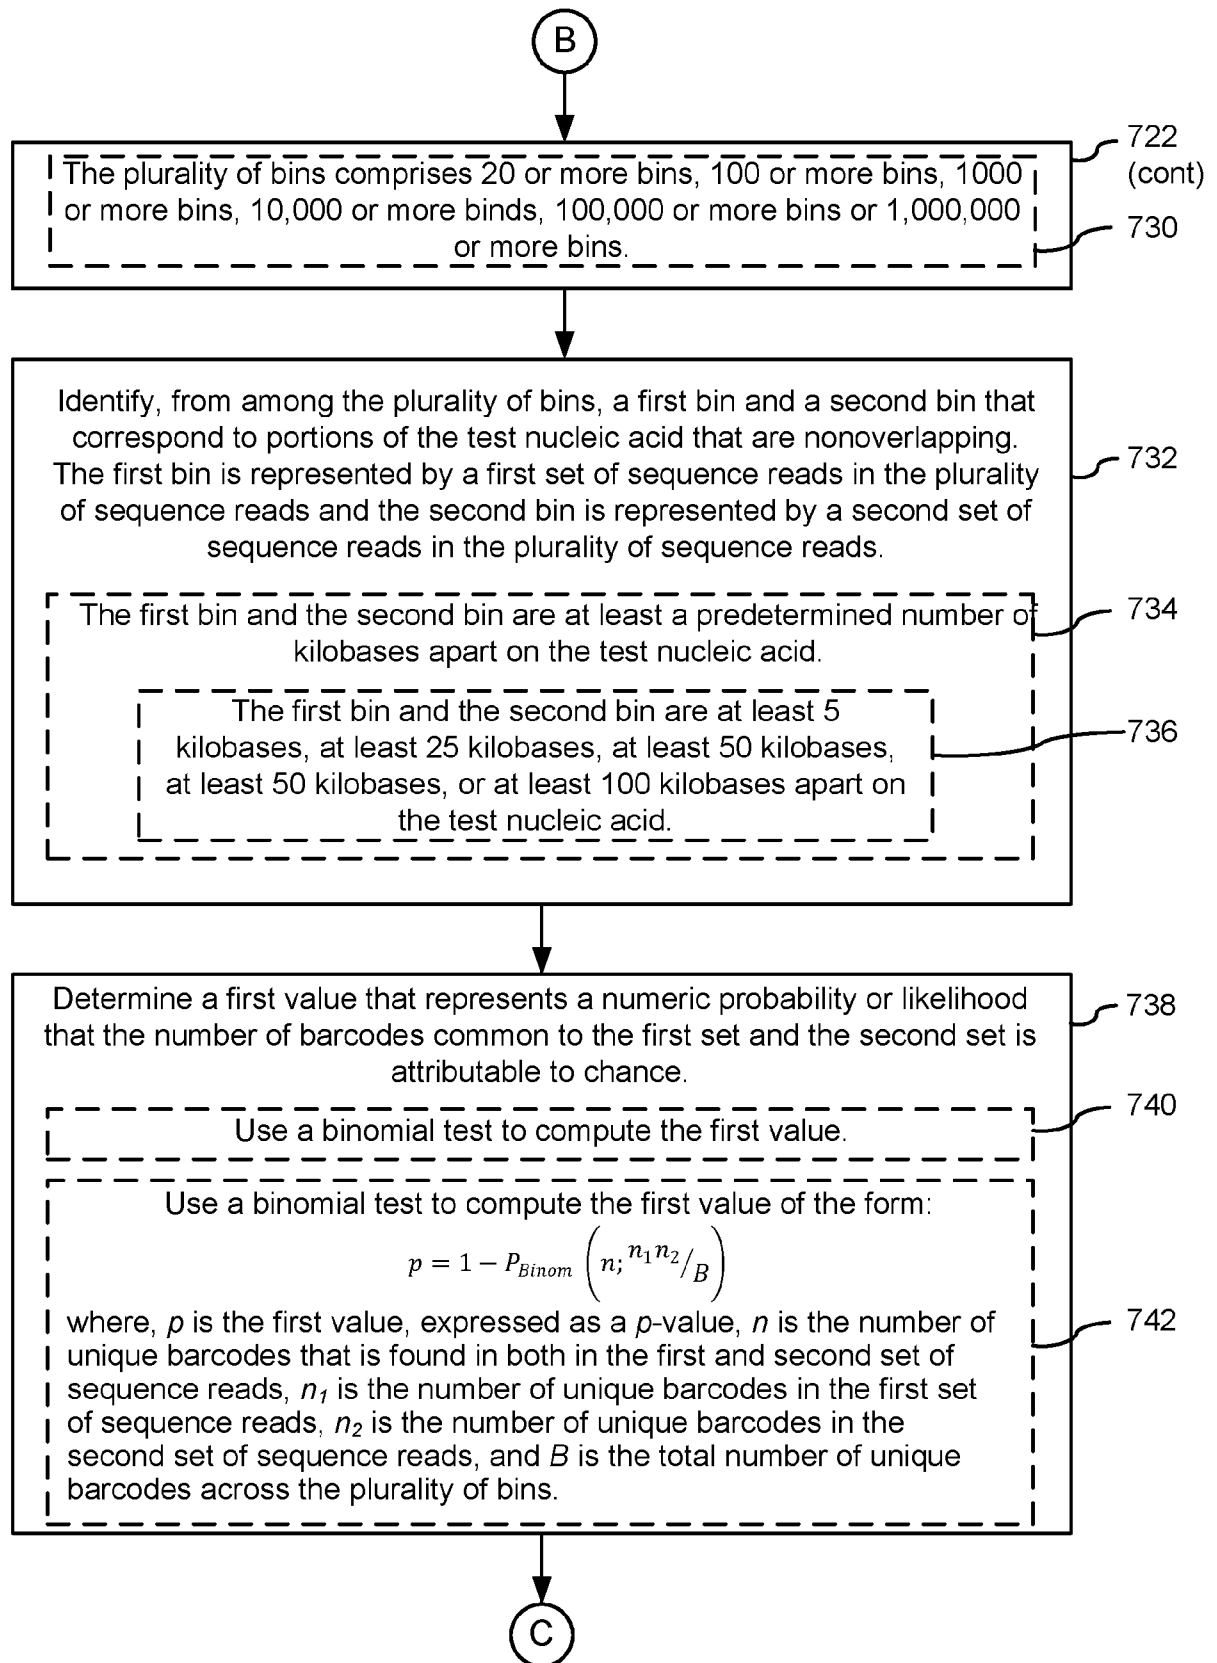 B
722
(cont)
The plurality of bins comprises 20 or more bins, 100 or more bins, 1000
or more bins, 10,000 or more binds, 100,000 or more bins or 1,000,000
or more bins.
730
Identify, from among the plurality of bins, a first bin and a second bin that
correspond to portions of the test nucleic acid that are nonoverlapping.
The first bin is represented by a first set of sequence reads in the plurality
of sequence reads and the second bin is represented by a second set of
sequence reads in the plurality of sequence reads.
732
The first bin and the second bin are at least a predetermined number of
kilobases apart on the test nucleic acid.
734
The first bin and the second bin are at least 5
kilobases, at least 25 kilobases, at least 50 kilobases,
at least 50 kilobases, or at least 100 kilobases apart on
the test nucleic acid.
736
Determine a first value that represents a numeric probability or likelihood
that the number of barcodes common to the first set and the second set is
attributable to chance.
738
Use a binomial test to compute the first value.
740
Use a binomial test to compute the first value of the form:
p = 1 − P_Binom (n; n₁n₂/B)
where, p is the first value, expressed as a p-value, n is the number of
unique barcodes that is found in both in the first and second set of
sequence reads, n₁ is the number of unique barcodes in the first set
of sequence reads, n₂ is the number of unique barcodes in the
second set of sequence reads, and B is the total number of unique
barcodes across the plurality of bins.
742
C